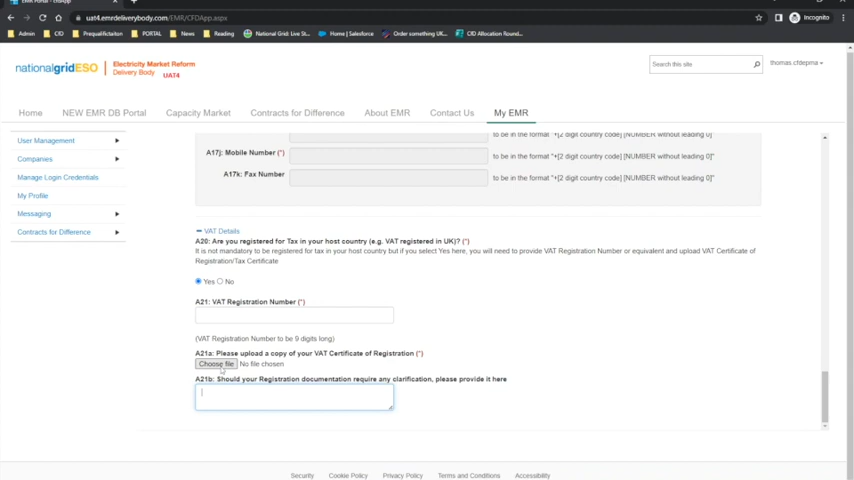 EMR Portal - CfdApp
uat4.emrdeliverybody.com/EMR/CFDApp.aspx
Incognito
Admin
CfD
Prequalification
PORTAL
News
Reading
National Grid: Live St...
Home | Salesforce
Order something UK...
CfD Allocation Round...
nationalgridESO
Electricity Market Reform
Delivery Body
UAT4
Search this site
thomas.cfdepma
Home
NEW EMR DB Portal
Capacity Market
Contracts for Difference
About EMR
Contact Us
My EMR
User Management
Companies
Manage Login Credentials
My Profile
Messaging
Contracts for Difference
to be in the format "+[2 digit country code] [NUMBER without leading 0]"
A17j: Mobile Number (*)
to be in the format "+[2 digit country code] [NUMBER without leading 0]"
A17k: Fax Number
to be in the format "+[2 digit country code] [NUMBER without leading 0]"
VAT Details
A20: Are you registered for Tax in your host country (e.g. VAT registered in UK)? (*)
It is not mandatory to be registered for tax in your host country but if you select Yes here, you will need to provide VAT Registration Number or equivalent and upload VAT Certificate of
Registration/Tax Certificate
Yes No
A21: VAT Registration Number (*)
(VAT Registration Number to be 9 digits long)
A21a: Please upload a copy of your VAT Certificate of Registration (*)
Choose file No file chosen
A21b: Should your Registration documentation require any clarification, please provide it here
Security
Cookie Policy
Privacy Policy
Terms and Conditions
Accessibility